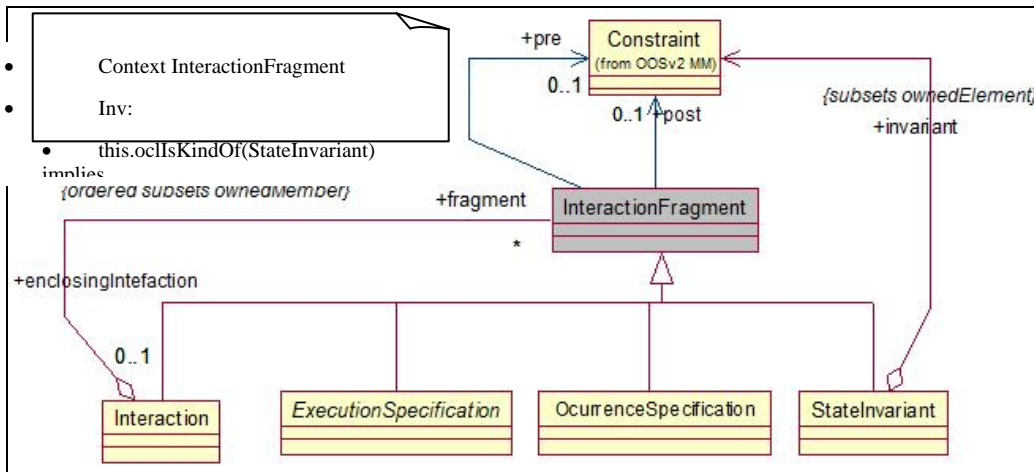 • Context InteractionFragment
• Inv:
• this.oclIsKindOf(StateInvariant)
implies
{ordered subsets ownedMember}
+pre
0..1
Constraint
(from OOSv2 MM)
0..1
+post
{subsets ownedElement}
+invariant
+fragment
*
InteractionFragment
+enclosingIntefaction
0..1
Interaction
ExecutionSpecification
OcurrenceSpecification
StateInvariant